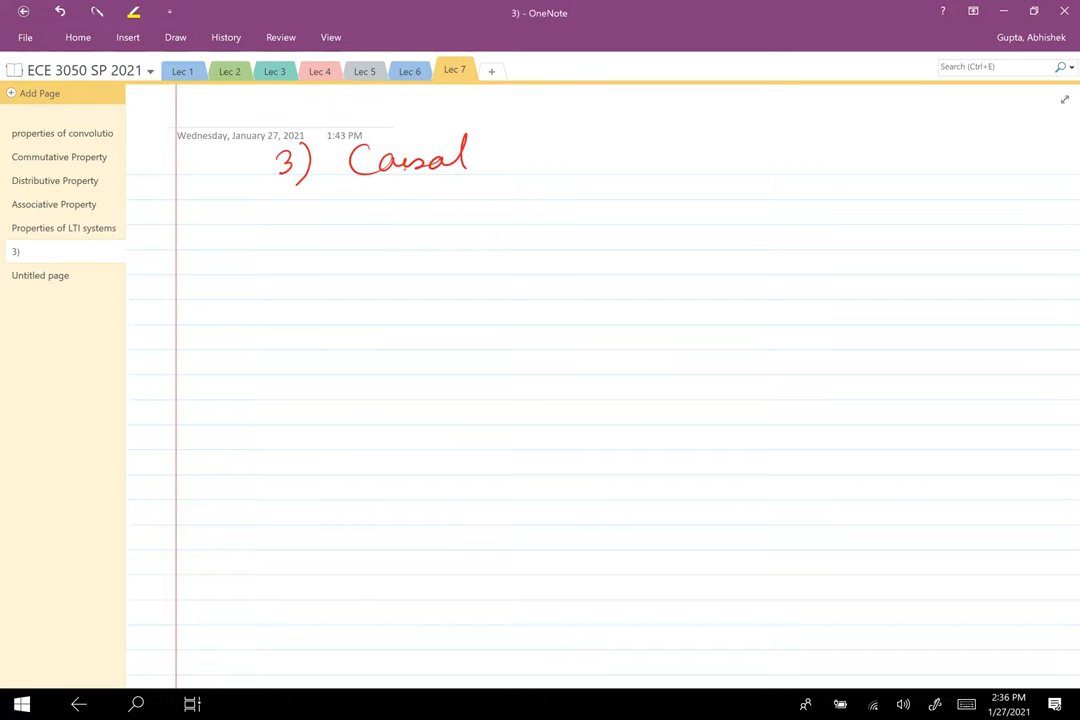 3) - OneNote
?
File Home Insert Draw History Review View
Gupta, Abhishek
ECE 3050 SP 2021
Lec 1 Lec 2 Lec 3 Lec 4 Lec 5 Lec 6 Lec 7
Search (Ctrl+E)
Add Page
properties of convolutio
Commutative Property
Distributive Property
Associative Property
Properties of LTI systems
3)
Untitled page
Wednesday, January 27, 2021 1:43 PM
3) Causal
2:36 PM
1/27/2021